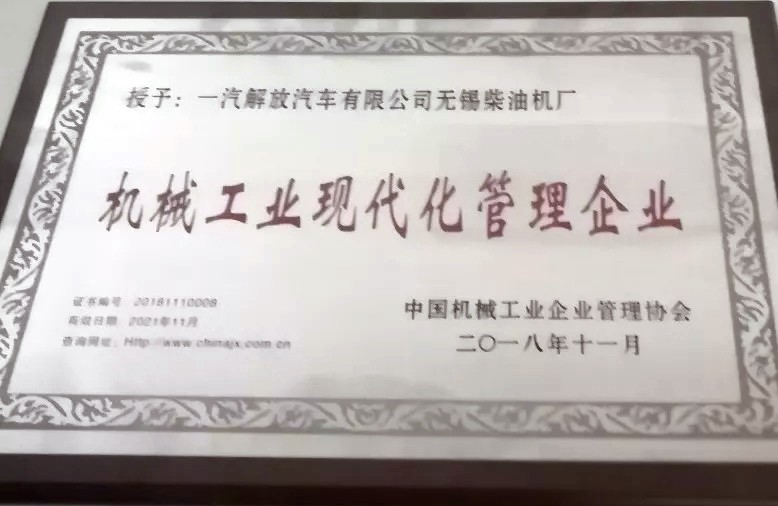 授予：一汽解放汽车有限公司无锡柴油机厂
机械工业现代化管理企业
证书编号：20181110008
有效日期：2021年11月
查询网址：Http://www.chinajx.com.cn
中国机械工业企业管理协会
二〇一八年十一月